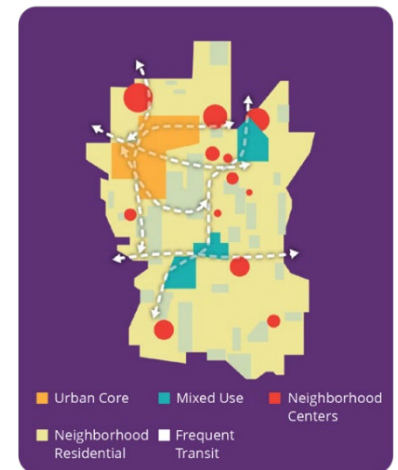 Urban Core
Mixed Use
Neighborhood
Centers
Neighborhood
Residential
Frequent
Transit